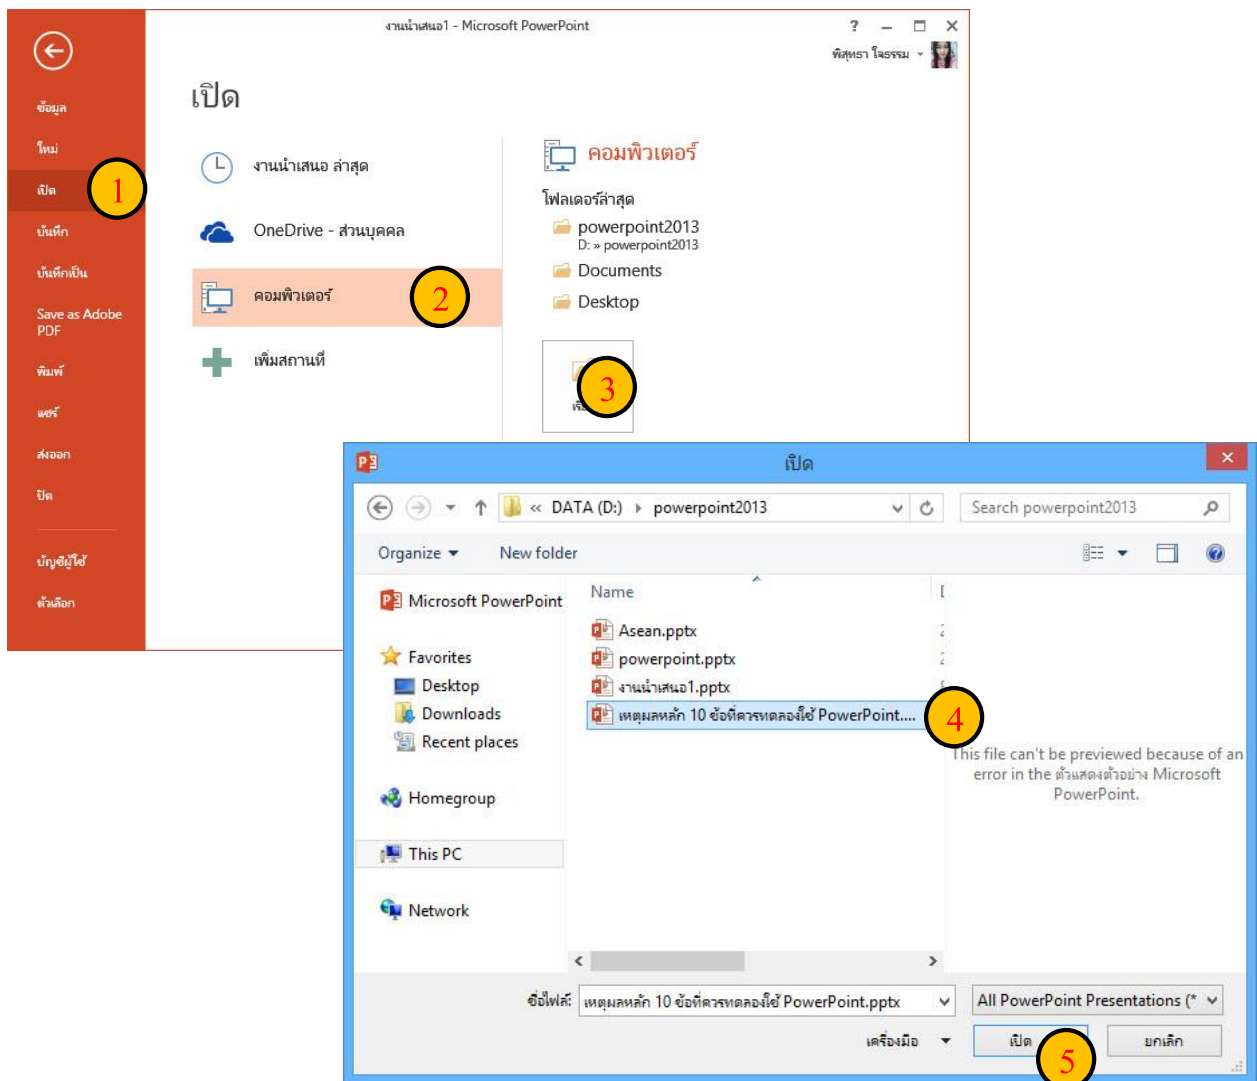 งานนำเสนอ1 - Microsoft PowerPoint
?
พิสุทธา ใจธรรม
เปิด
ข้อมูล
ใหม่
เปิด
1
บันทึก
บันทึกเป็น
Save as Adobe
PDF
พิมพ์
แชร์
ส่งออก
ปิด
บัญชีผู้ใช้
ตัวเลือก
งานนำเสนอ ล่าสุด
OneDrive - ส่วนบุคคล
คอมพิวเตอร์
2
เพิ่มสถานที่
คอมพิวเตอร์
โฟลเดอร์ล่าสุด
powerpoint2013
D: » powerpoint2013
Documents
Desktop
3
เปิด
« DATA (D:) powerpoint2013
Search powerpoint2013
Organize
New folder
Microsoft PowerPoint
Favorites
Desktop
Downloads
Recent places
Homegroup
This PC
Network
Name
Asean.pptx
powerpoint.pptx
งานนำเสนอ1.pptx
เหตุผลหลัก 10 ข้อที่ควรทดลองใช้ PowerPoint....
4
This file can't be previewed because of an
error in the ตัวแสดงตัวอย่าง Microsoft
PowerPoint.
ชื่อไฟล์: เหตุผลหลัก 10 ข้อที่ควรทดลองใช้ PowerPoint.pptx
All PowerPoint Presentations (*
เครื่องมือ
เปิด
5
ยกเลิก